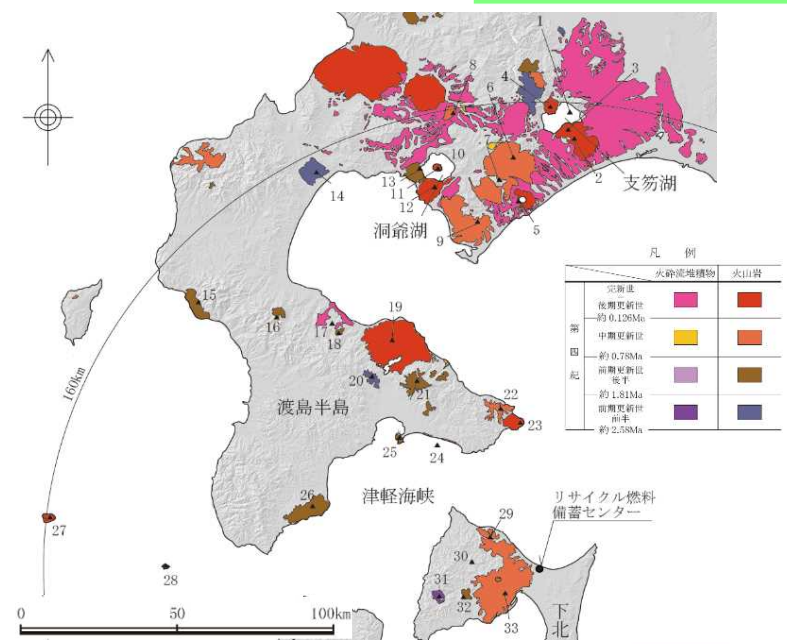 1
3
8
4
6
10
13
11
12
14
2
支笏湖
洞爺湖
9
5
凡 例
火砕流堆積物
火山岩
第四紀
完新世
後期更新世
約 0.126Ma
中期更新世
約 0.78Ma
前期更新世
後半
約 1.81Ma
前期更新世
前半
約 2.58Ma
15
16
17
18
19
20
21
22
23
渡島半島
160km
25
24
津軽海峡
26
27
28
リサイクル燃料
備蓄センター
29
30
31
32
33
下北
0
50
100km